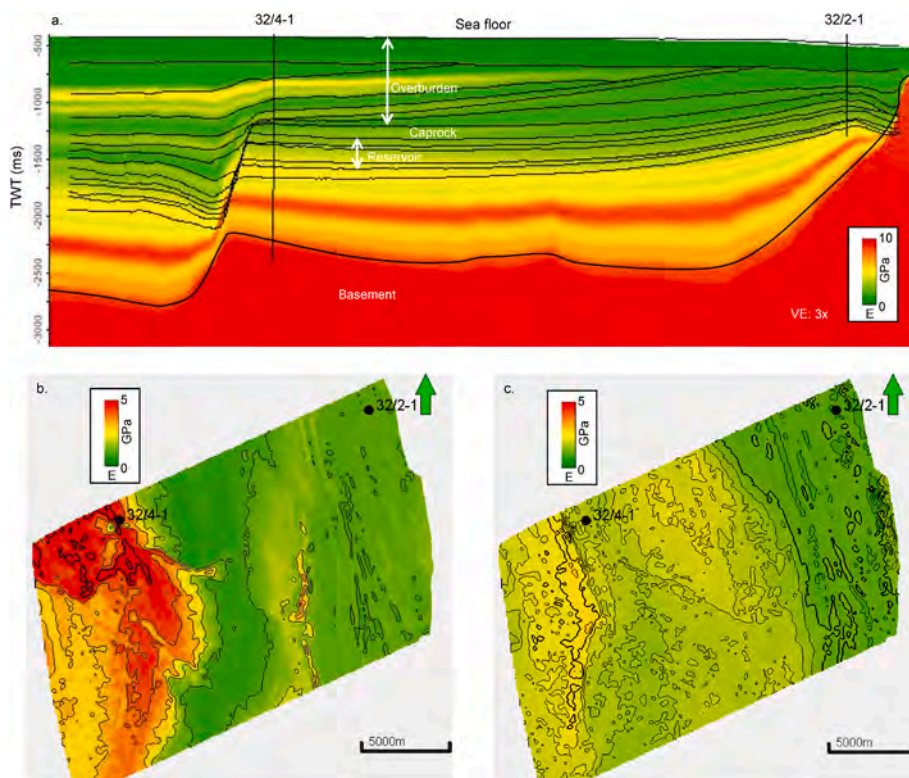 a.
32/4-1
Sea floor
32/2-1
-500
-1000
-1500
-2000
-2500
-3000
TWT (ms)
Overburden
Caprock
Reservoir
Basement
10
GPa
0
E
VE: 3x
b.
5
GPa
0
E
32/2-1
32/4-1
5000m
c.
5
GPa
0
E
32/2-1
32/4-1
5000m